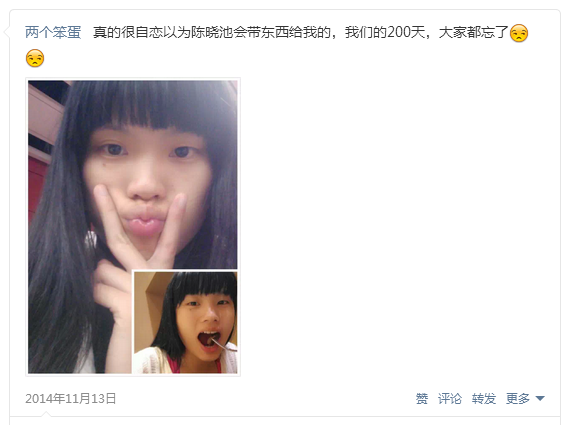 两个笨蛋 真的很自恋以为陈晓池会带东西给我的，我们的200天，大家都忘了
2014年11月13日 赞 评论 转发 更多